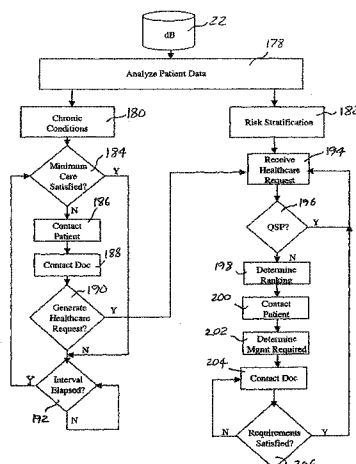 22
dB
178
Analyze Patient Data
Chronic
Conditions
180
Risk Stratification
182
Minimum
Care
Satisfied?
184
Y
N
Contact
Patient
186
Contact Doc
188
Generate
Healthcare
Request?
190
Y
N
Interval
Elapsed?
192
Y
N
Receive
Healthcare
Request
194
QSP?
196
Y
N
198
Determine
Ranking
200
Contact
Patient
202
Determine
Mgmt Required
204
Contact Doc
Requirements
Satisfied?
N
Y
206